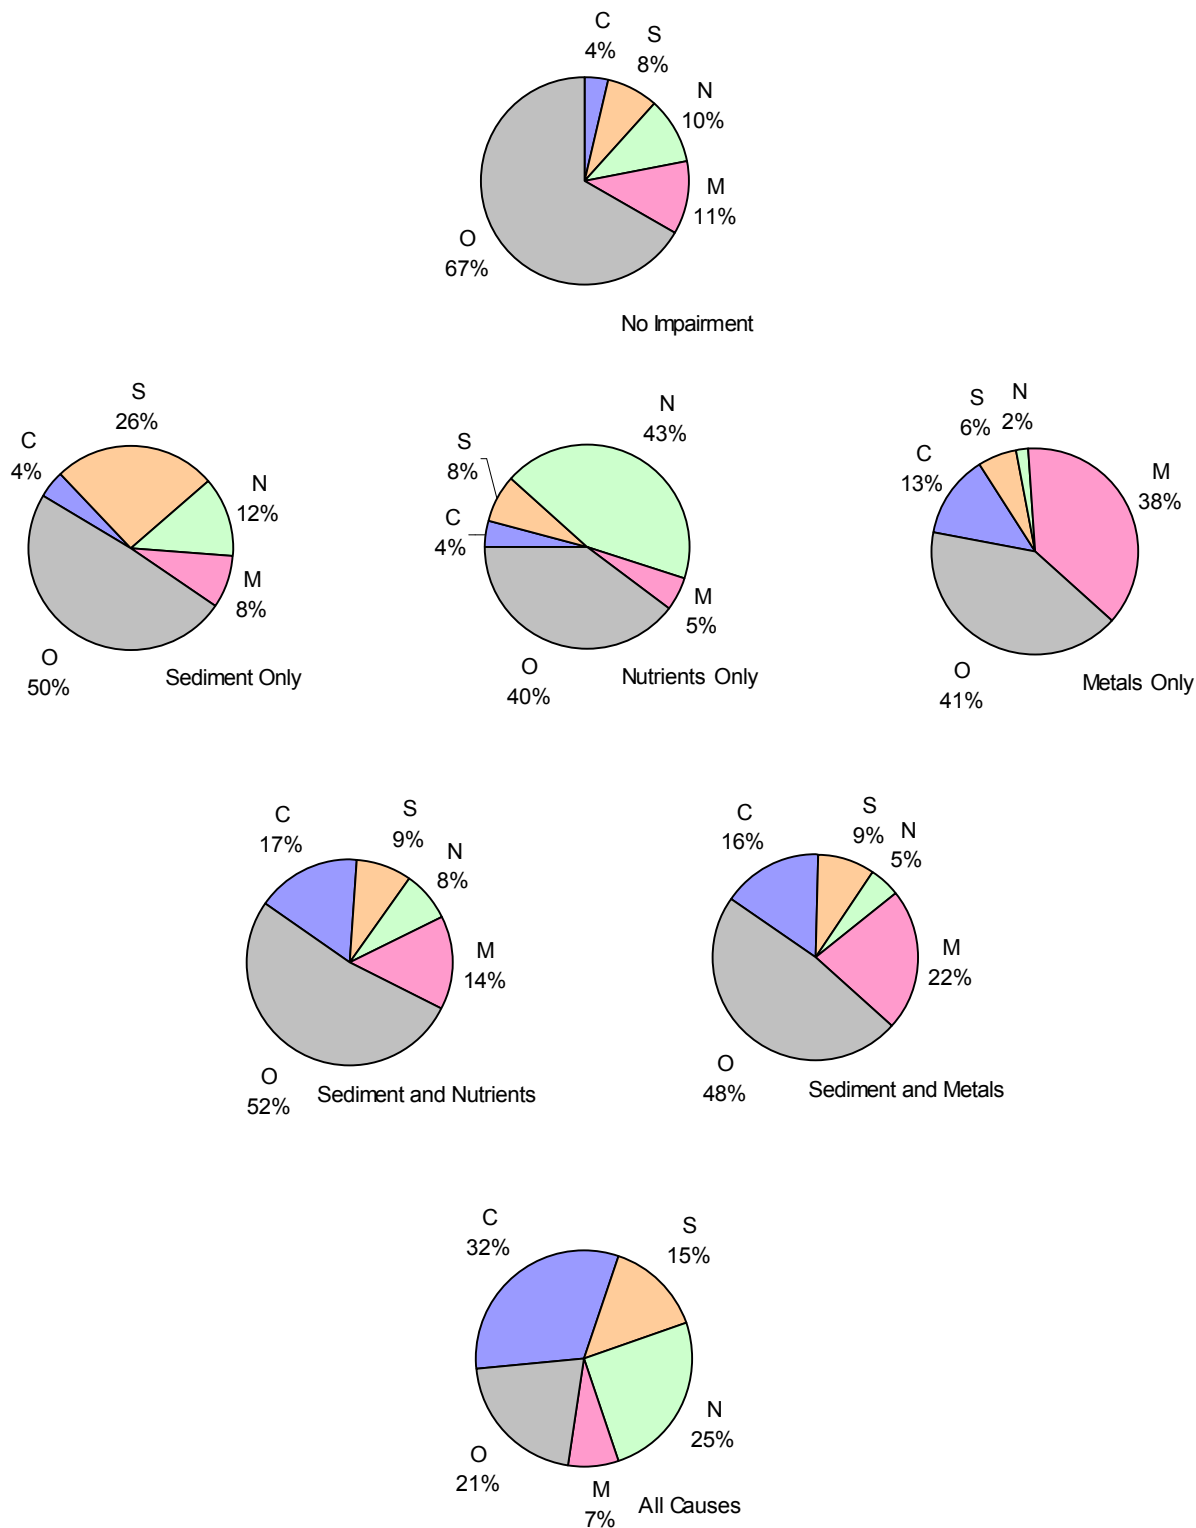 C
4%
S
8%
N
10%
M
11%
O
67%
No Impairment
S
26%
C
4%
N
12%
M
8%
O
50%
Sediment Only
N
43%
S
8%
C
4%
M
5%
O
40%
Nutrients Only
N
2%
S
6%
C
13%
M
38%
O
41%
Metals Only
C
17%
S
9%
N
8%
M
14%
O
52%
Sediment and Nutrients
C
16%
S
9%
N
5%
M
22%
O
48%
Sediment and Metals
C
32%
S
15%
N
25%
O
21%
M
7%
All Causes